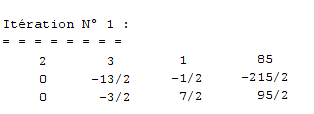 Itération N° 1 :
= = = = = = = =
2 3 1 85
0 -13/2 -1/2 -215/2
0 -3/2 7/2 95/2